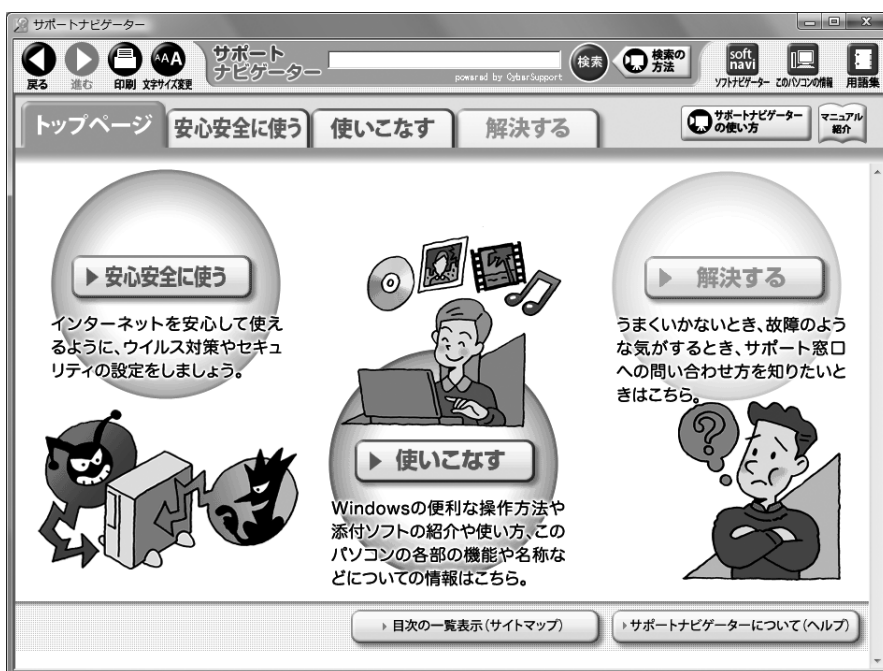 サポートナビゲーター
戻る
進む
印刷
AAA
文字サイズ変更
サポート
ナビゲーター
powered by CyberSupport
検索
検索の
方法
soft
navi
ソフトナビゲーター
このパソコンの情報
用語集
トップページ
安心安全に使う
使いこなす
解決する
サポートナビゲーター
の使い方
マニュアル
紹介
安心安全に使う
インターネットを安心して使え
るように、ウイルス対策やセキュ
リティの設定をしましょう。
使いこなす
Windowsの便利な操作方法や
添付ソフトの紹介や使い方、この
パソコンの各部の機能や名称な
どについての情報はこちら。
解決する
うまくいかないとき、故障のよう
な気がするとき、サポート窓口
への問い合わせ方を知りたいと
きはこちら。
?
目次の一覧表示(サイトマップ)
サポートナビゲーターについて(ヘルプ)